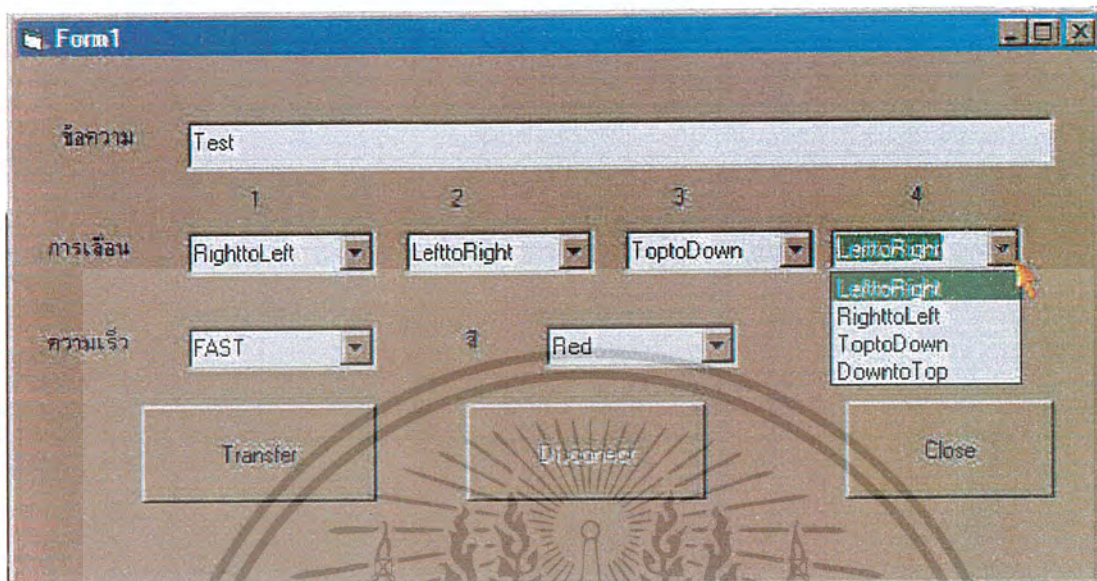 Form1
ข้อความ Test
1 2 3 4
การเลื่อน RighttoLeft LefttoRight ToptoDown LefttoRight
LefttoRight
RighttoLeft
ToptoDown
DowntoTop
ความเร็ว FAST สี Red
Transfer Disconnect Close